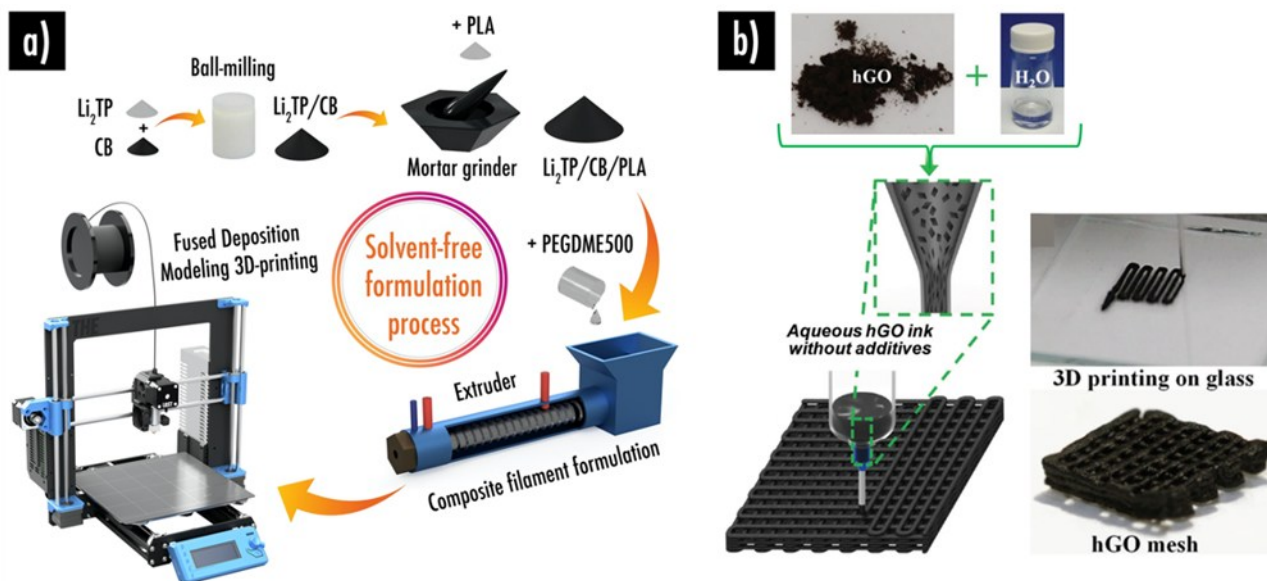 a)
+ PLA
Ball-milling
Li₂TP
+
CB
Li₂TP/CB
Mortar grinder
Li₂TP/CB/PLA
Fused Deposition
Modeling 3D-printing
Solvent-free
formulation
process
+ PEGDME500
Extruder
Composite filament formulation
b)
hGO
+
H₂O
Aqueous hGO ink
without additives
3D printing on glass
hGO mesh